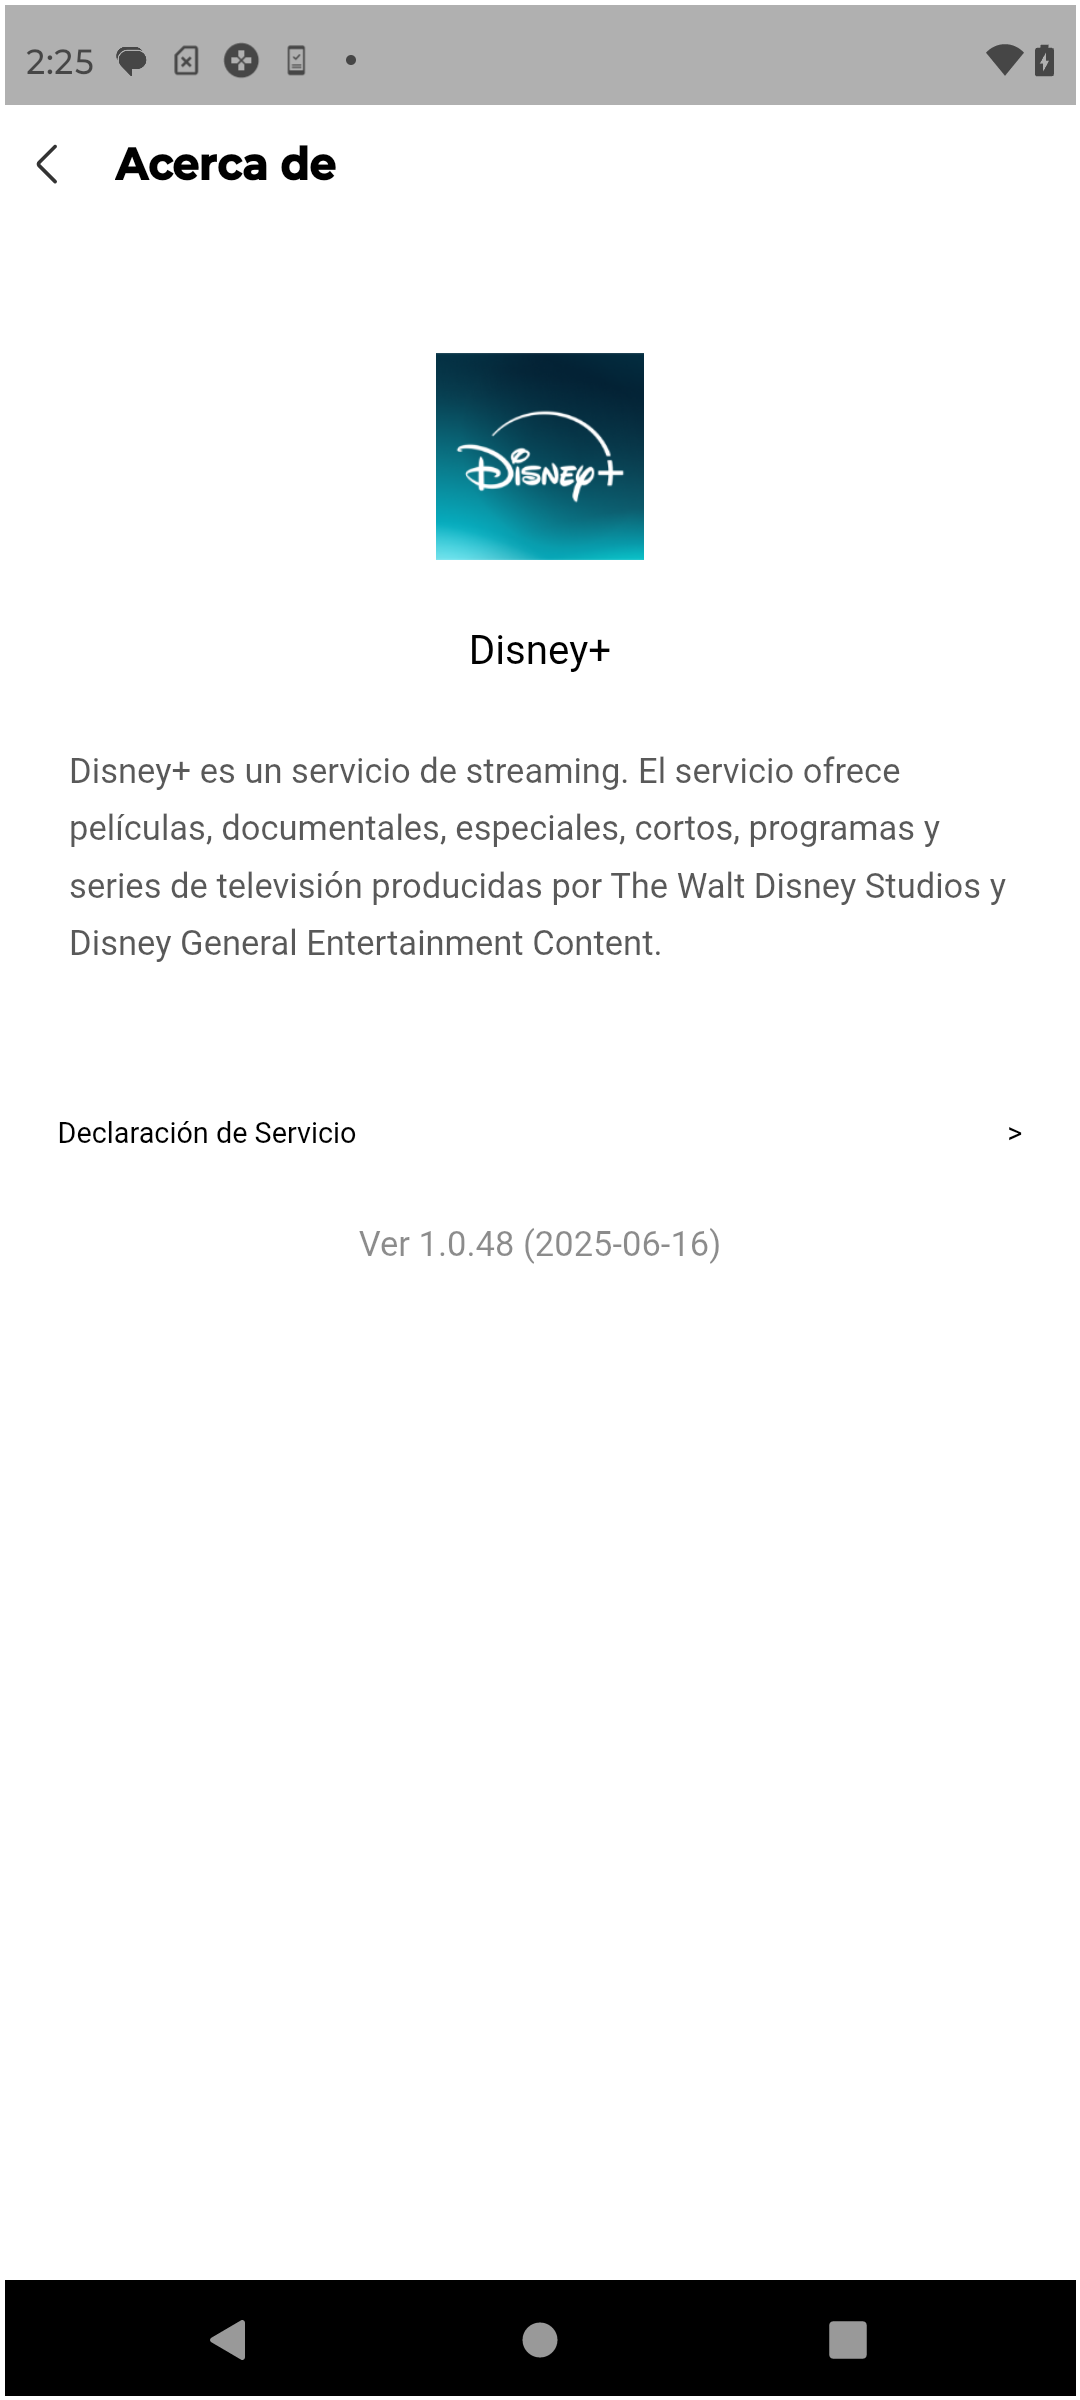 2:25
Acerca de
Disney+
Disney+
Disney+ es un servicio de streaming. El servicio ofrece
películas, documentales, especiales, cortos, programas y
series de televisión producidas por The Walt Disney Studios y
Disney General Entertainment Content.
Declaración de Servicio >
Ver 1.0.48 (2025-06-16)